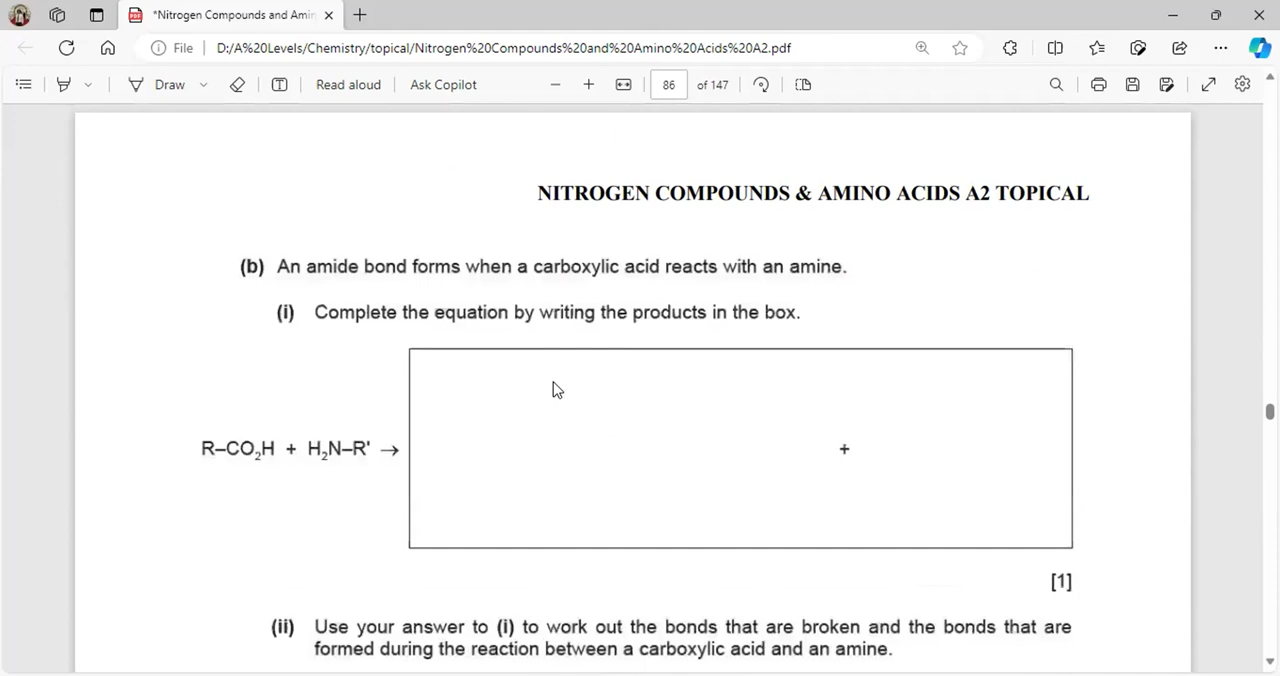 *Nitrogen Compounds and Amin
File
D:/A%20Levels/Chemistry/topical/Nitrogen%20Compounds%20and%20Amino%20Acids%20A2.pdf
Draw
Read aloud
Ask Copilot
86 of 147
NITROGEN COMPOUNDS & AMINO ACIDS A2 TOPICAL
(b) An amide bond forms when a carboxylic acid reacts with an amine.
(i) Complete the equation by writing the products in the box.
R–CO₂H + H₂N–R' → +
[1]
(ii) Use your answer to (i) to work out the bonds that are broken and the bonds that are
formed during the reaction between a carboxylic acid and an amine.